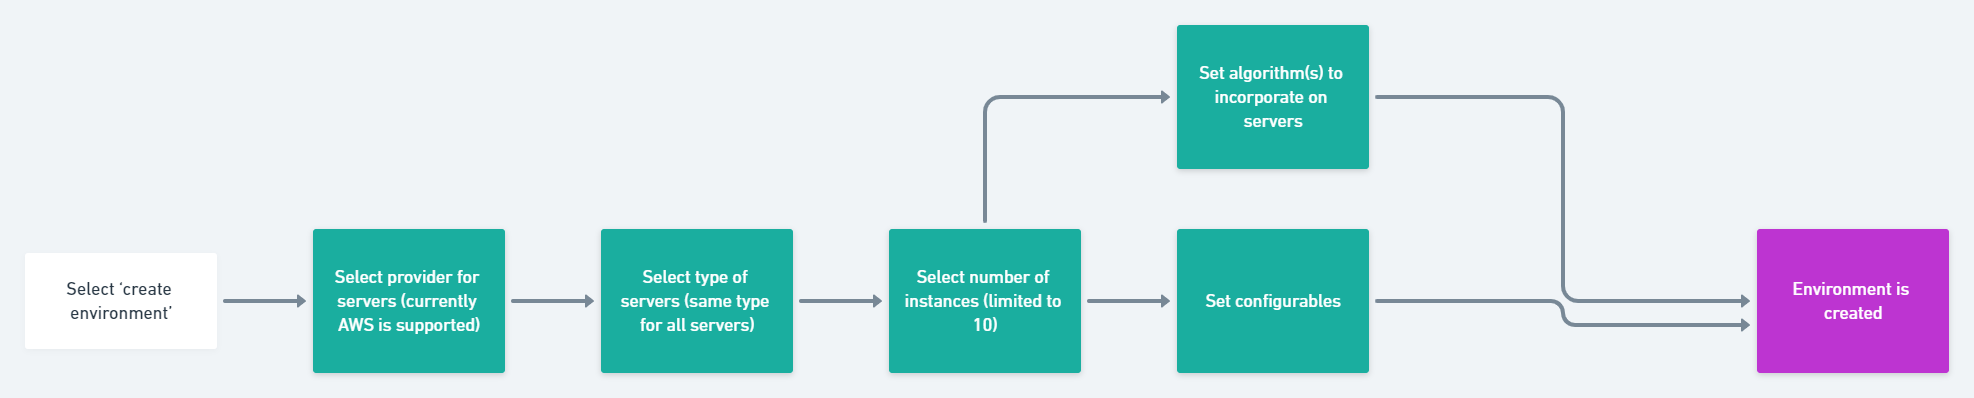 Select ‘create
environment’
Select provider for
servers (currently
AWS is supported)
Select type of
servers (same type
for all servers)
Select number of
instances (limited to
10)
Set algorithm(s) to
incorporate on
servers
Set configurables
Environment is
created